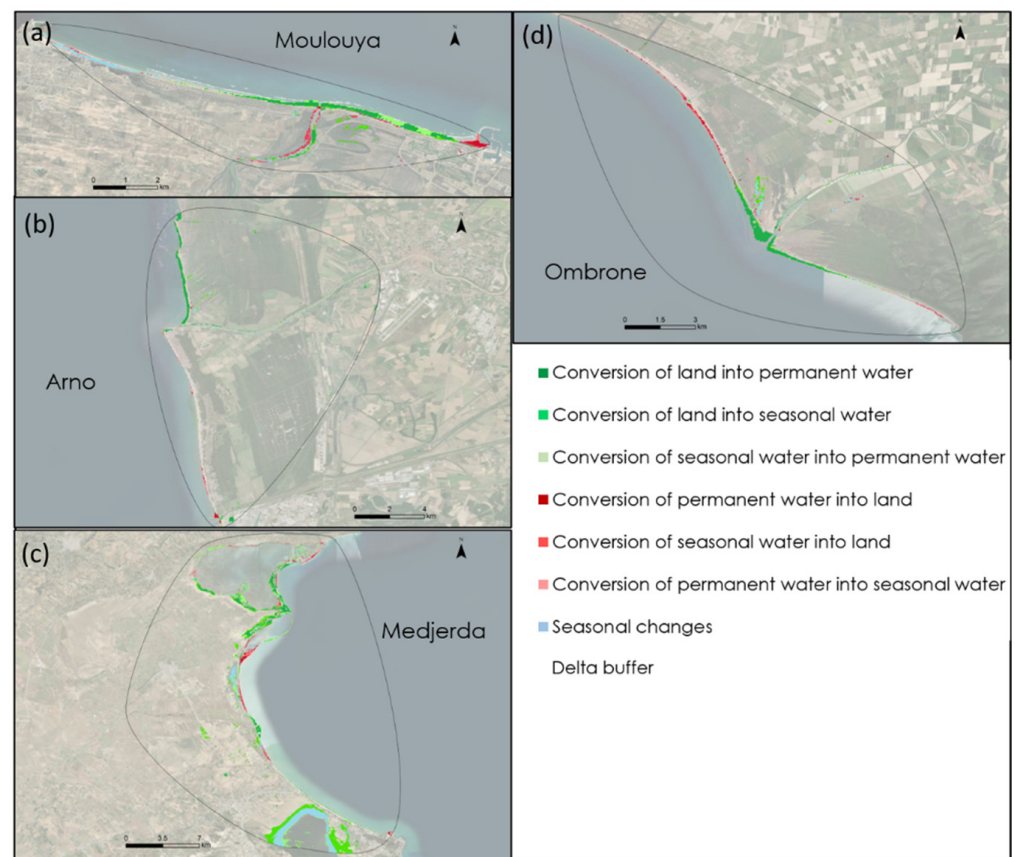 (a)
Moulouya
N
0 1 2
km
(b)
Arno
0 2 4
km
(c)
Medjerda
0 3.5 7
km
(d)
N
Ombrone
0 1.5 3
km
Conversion of land into permanent water
Conversion of land into seasonal water
Conversion of seasonal water into permanent water
Conversion of permanent water into land
Conversion of seasonal water into land
Conversion of permanent water into seasonal water
Seasonal changes
Delta buffer